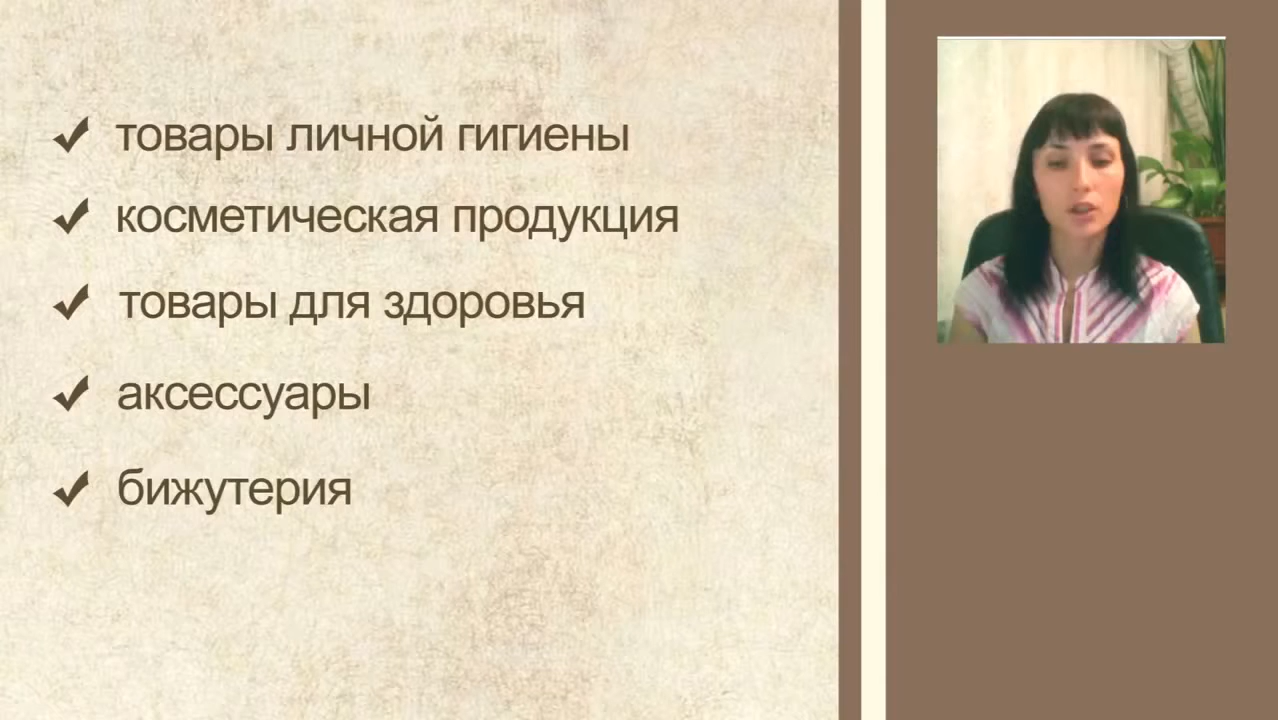 товары личной гигиены
косметическая продукция
товары для здоровья
аксессуары
бижутерия